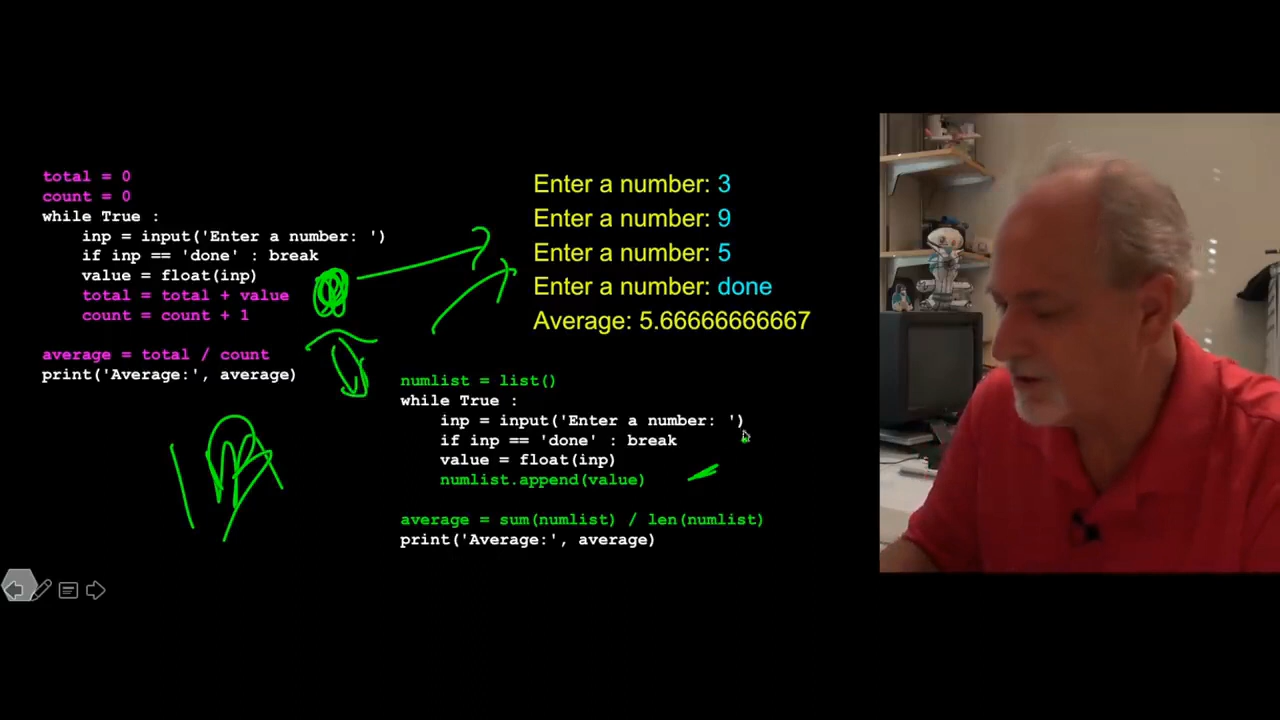 total = 0
count = 0
while True :
    inp = input('Enter a number: ')
    if inp == 'done' : break
    value = float(inp)
    total = total + value
    count = count + 1
average = total / count
print('Average:', average)
Enter a number: 3
Enter a number: 9
Enter a number: 5
Enter a number: done
Average: 5.66666666667
numlist = list()
while True :
    inp = input('Enter a number: ')
    if inp == 'done' : break
    value = float(inp)
    numlist.append(value)
average = sum(numlist) / len(numlist)
print('Average:', average)